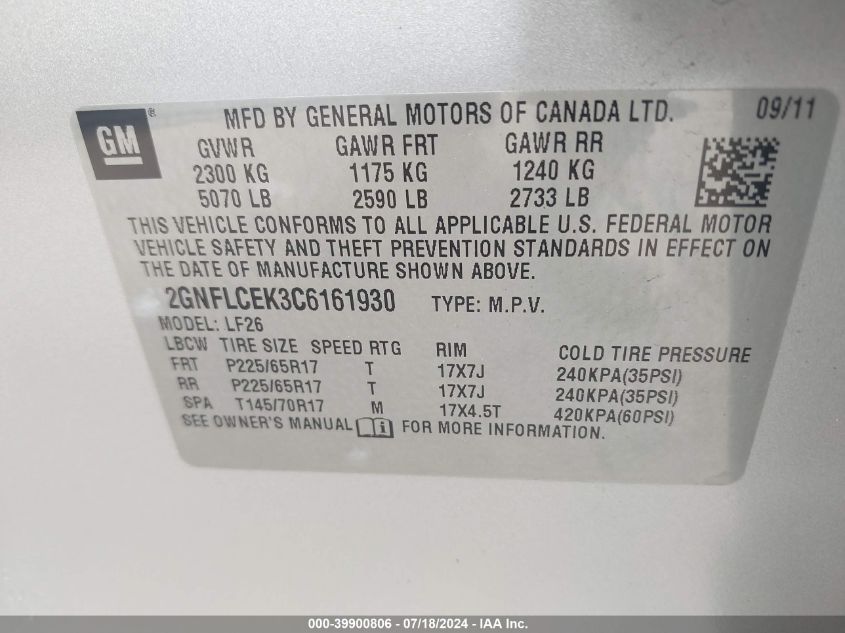 GM ®
MFD BY GENERAL MOTORS OF CANADA LTD. 09/11
GVWR GAWR FRT GAWR RR
2300 KG 1175 KG 1240 KG
5070 LB 2590 LB 2733 LB
THIS VEHICLE CONFORMS TO ALL APPLICABLE U.S. FEDERAL MOTOR
VEHICLE SAFETY AND THEFT PREVENTION STANDARDS IN EFFECT ON
THE DATE OF MANUFACTURE SHOWN ABOVE.
2GNFLCEK3C6161930 TYPE: M.P.V.
MODEL: LF26
LBCW TIRE SIZE SPEED RTG RIM COLD TIRE PRESSURE
FRT P225/65R17 T 17X7J 240KPA(35PSI)
RR P225/65R17 T 17X7J 240KPA(35PSI)
SPA T145/70R17 M 17X4.5T 420KPA(60PSI)
SEE OWNER'S MANUAL i FOR MORE INFORMATION.
000-39900806 - 07/18/2024 - IAA Inc.